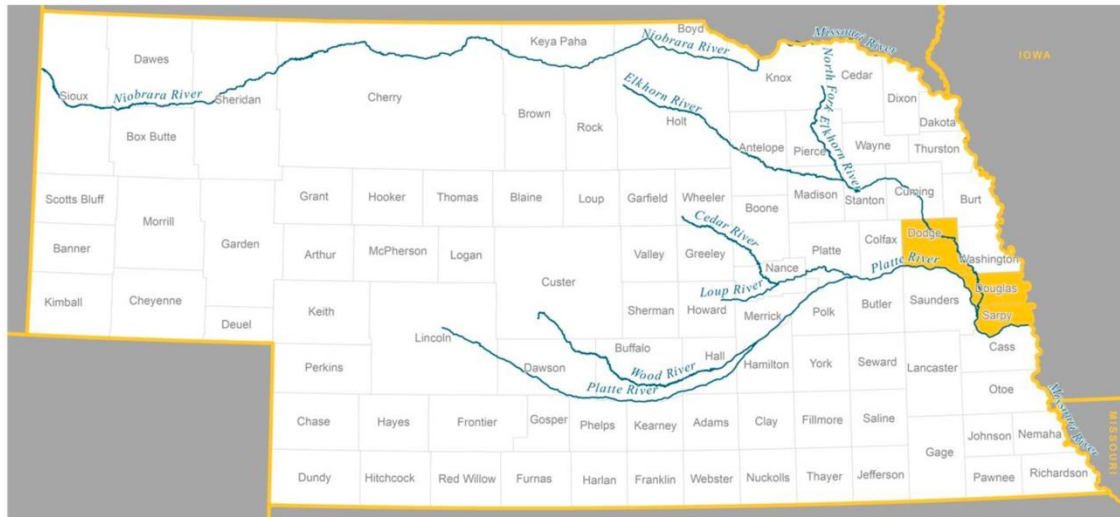 Boyd
Missouri River
Keya Paha
Niobrara River
IOWA
Dawes
Knox
Cedar
North Fork Elkhorn River
Elkhorn River
Sioux
Niobrara River
Sheridan
Cherry
Dixon
Brown
Rock
Holt
Dakota
Box Butte
Antelope
Pierce
Wayne
Thurston
Scotts Bluff
Grant
Hooker
Thomas
Blaine
Loup
Garfield
Wheeler
Madison
Stanton
Cuming
Burt
Morrill
Boone
Cedar River
Garden
Banner
Arthur
McPherson
Logan
Valley
Greeley
Platte
Colfax
Dodge
Washington
Nance
Platte River
Custer
Loup River
Douglas
Kimball
Cheyenne
Keith
Sherman
Howard
Merrick
Polk
Butler
Saunders
Sarpy
Deuel
Lincoln
Buffalo
Hall
Cass
Perkins
Dawson
Wood River
Hamilton
York
Seward
Lancaster
Platte River
Otoe
Missouri River
Chase
Hayes
Frontier
Gosper
Phelps
Kearney
Adams
Clay
Fillmore
Saline
Johnson
Nemaha
MISSOURI
Gage
Dundy
Hitchcock
Red Willow
Furnas
Harlan
Franklin
Webster
Nuckolls
Thayer
Jefferson
Pawnee
Richardson